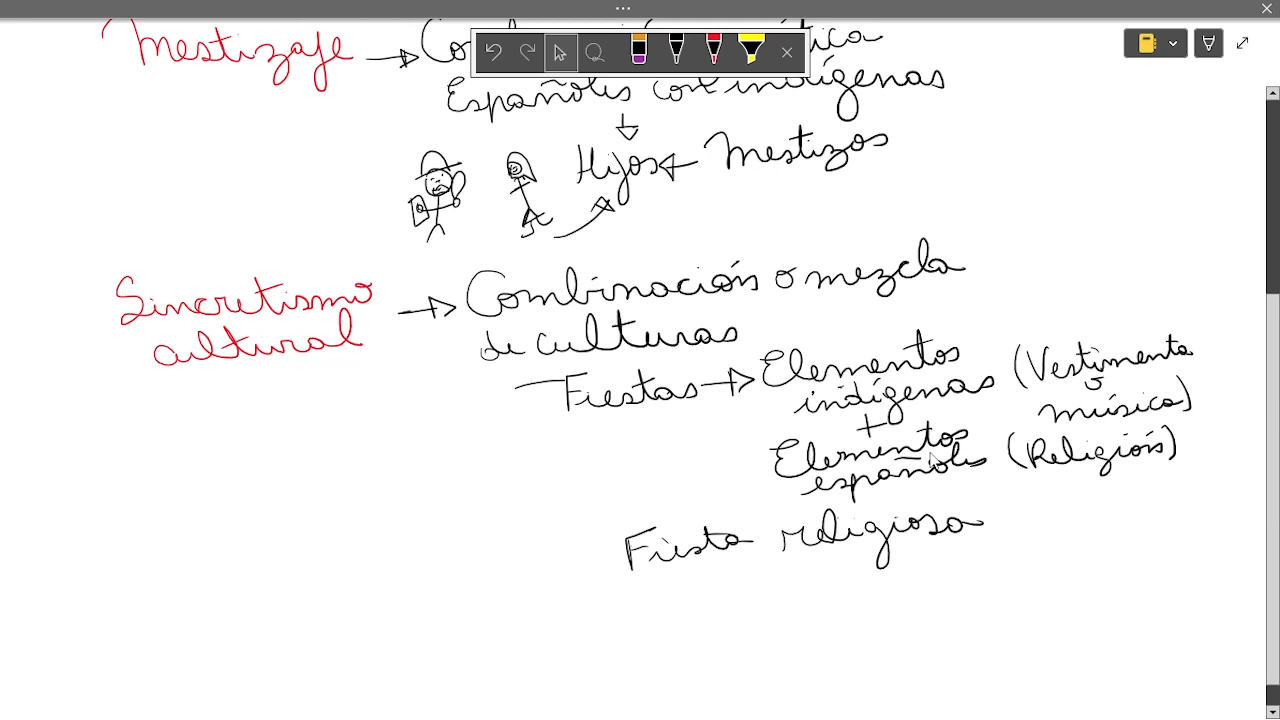 Mestizaje →
Españoles con indígenas
Hijos ← Mestizos
Sincretismo → Combinación o mezcla
cultural de culturas
Fiestas → Elementos (Vestimenta
indígenas o
+ música)
Elementos (Religión)
españoles
Fiesta religiosa